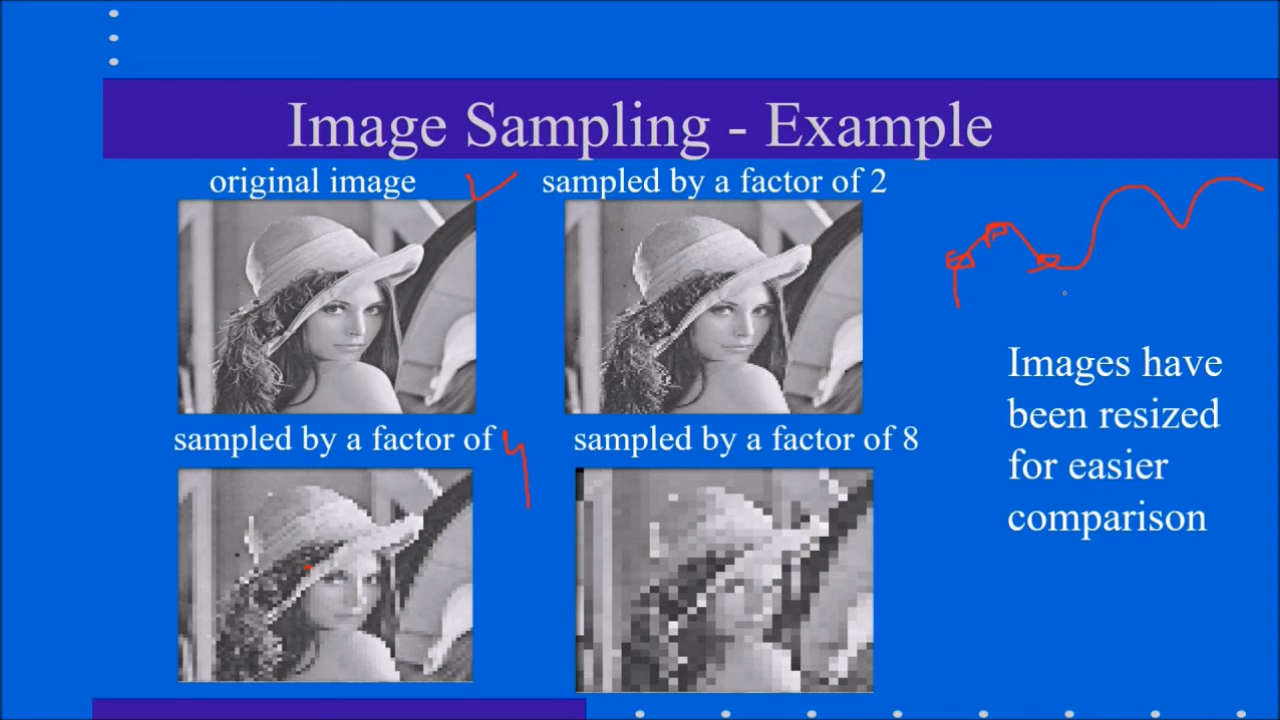 Image Sampling - Example
original image
sampled by a factor of 2
sampled by a factor of 4
sampled by a factor of 8
Images have
been resized
for easier
comparison